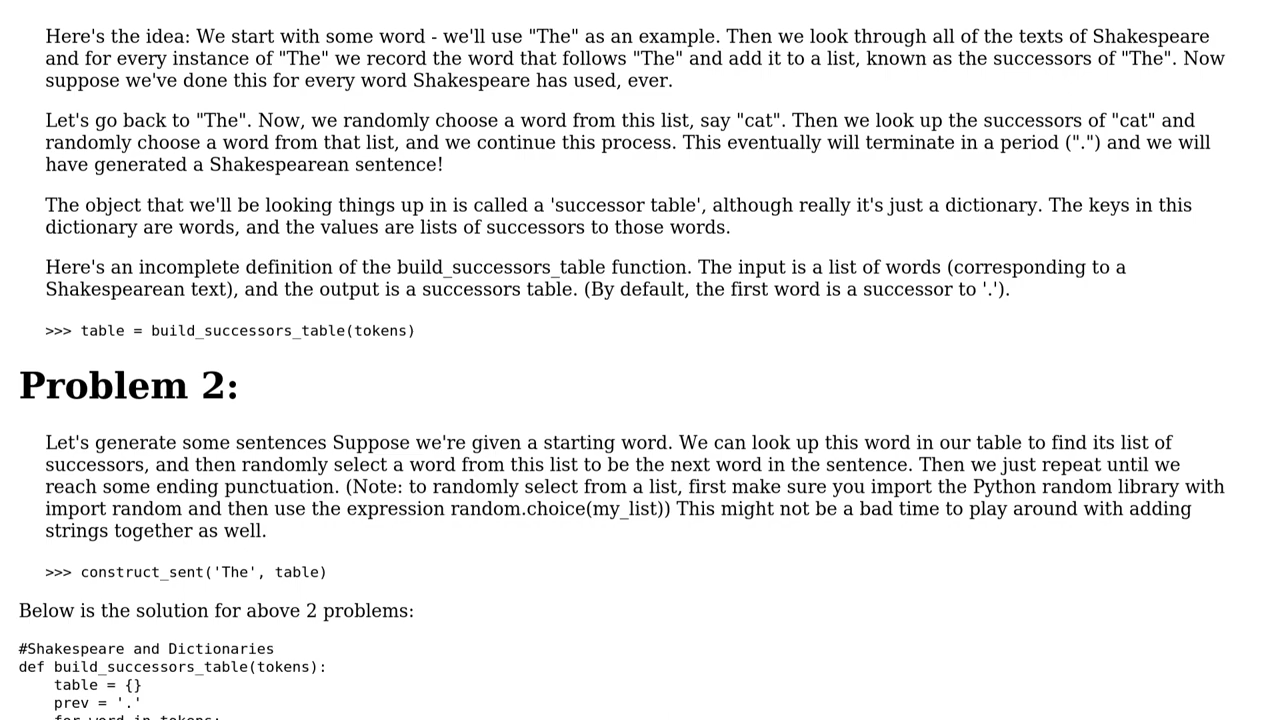 Here's the idea: We start with some word - we'll use "The" as an example. Then we look through all of the texts of Shakespeare
and for every instance of "The" we record the word that follows "The" and add it to a list, known as the successors of "The". Now
suppose we've done this for every word Shakespeare has used, ever.
Let's go back to "The". Now, we randomly choose a word from this list, say "cat". Then we look up the successors of "cat" and
randomly choose a word from that list, and we continue this process. This eventually will terminate in a period (".") and we will
have generated a Shakespearean sentence!
The object that we'll be looking things up in is called a 'successor table', although really it's just a dictionary. The keys in this
dictionary are words, and the values are lists of successors to those words.
Here's an incomplete definition of the build_successors_table function. The input is a list of words (corresponding to a
Shakespearean text), and the output is a successors table. (By default, the first word is a successor to '.').
>>> table = build_successors_table(tokens)
Problem 2:
Let's generate some sentences Suppose we're given a starting word. We can look up this word in our table to find its list of
successors, and then randomly select a word from this list to be the next word in the sentence. Then we just repeat until we
reach some ending punctuation. (Note: to randomly select from a list, first make sure you import the Python random library with
import random and then use the expression random.choice(my_list)) This might not be a bad time to play around with adding
strings together as well.
>>> construct_sent('The', table)
Below is the solution for above 2 problems:
#Shakespeare and Dictionaries
def build_successors_table(tokens):
    table = {}
    prev = '.'
    for word in tokens: